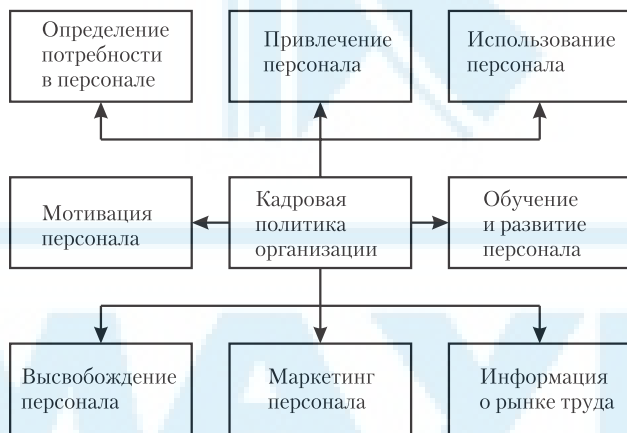 Определение
потребности
в персонале
Привлечение
персонала
Использование
персонала
Мотивация
персонала
Кадровая
политика
организации
Обучение
и развитие
персонала
Высвобождение
персонала
Маркетинг
персонала
Информация
о рынке труда